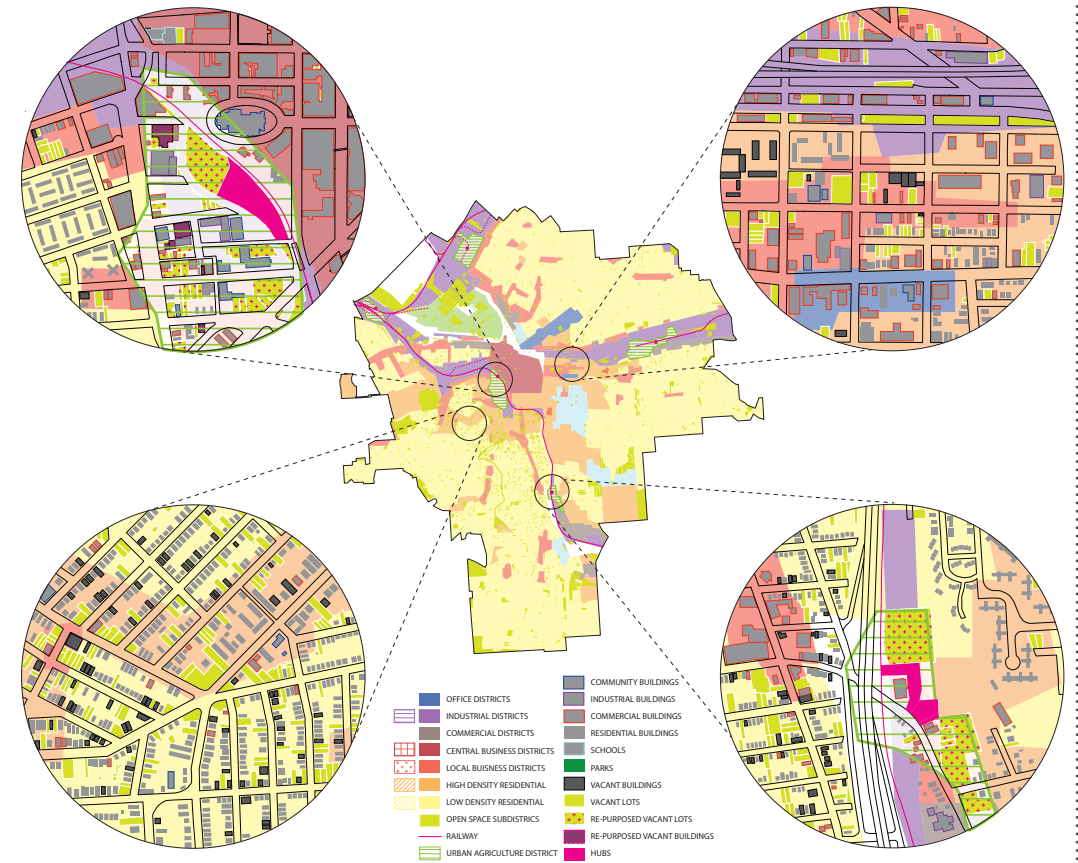 OFFICE DISTRICTS
INDUSTRIAL DISTRICTS
COMMERCIAL DISTRICTS
CENTRAL BUSINESS DISTRICTS
LOCAL BUISNESS DISTRICTS
HIGH DENSITY RESIDENTIAL
LOW DENSITY RESIDENTIAL
OPEN SPACE SUBDISTRICS
RAILWAY
URBAN AGRICULTURE DISTRICT
COMMUNITY BUILDINGS
INDUSTRIAL BUILDINGS
COMMERCIAL BUILDINGS
RESIDENTIAL BUILDINGS
SCHOOLS
PARKS
VACANT BUILDINGS
VACANT LOTS
RE-PURPOSED VACANT LOTS
RE-PURPOSED VACANT BUILDINGS
HUBS